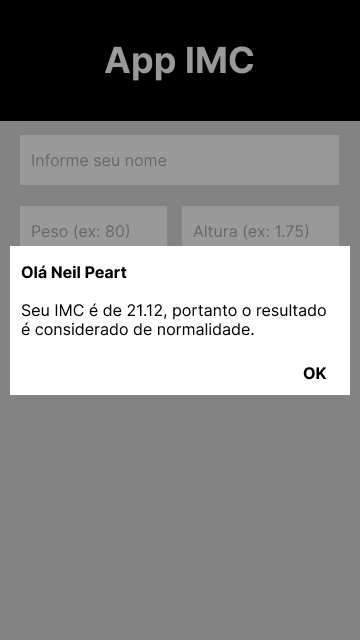 App IMC
Informe seu nome
Peso (ex: 80)
Altura (ex: 1.75)
Olá Neil Peart
Seu IMC é de 21.12, portanto o resultado
é considerado de normalidade.
OK